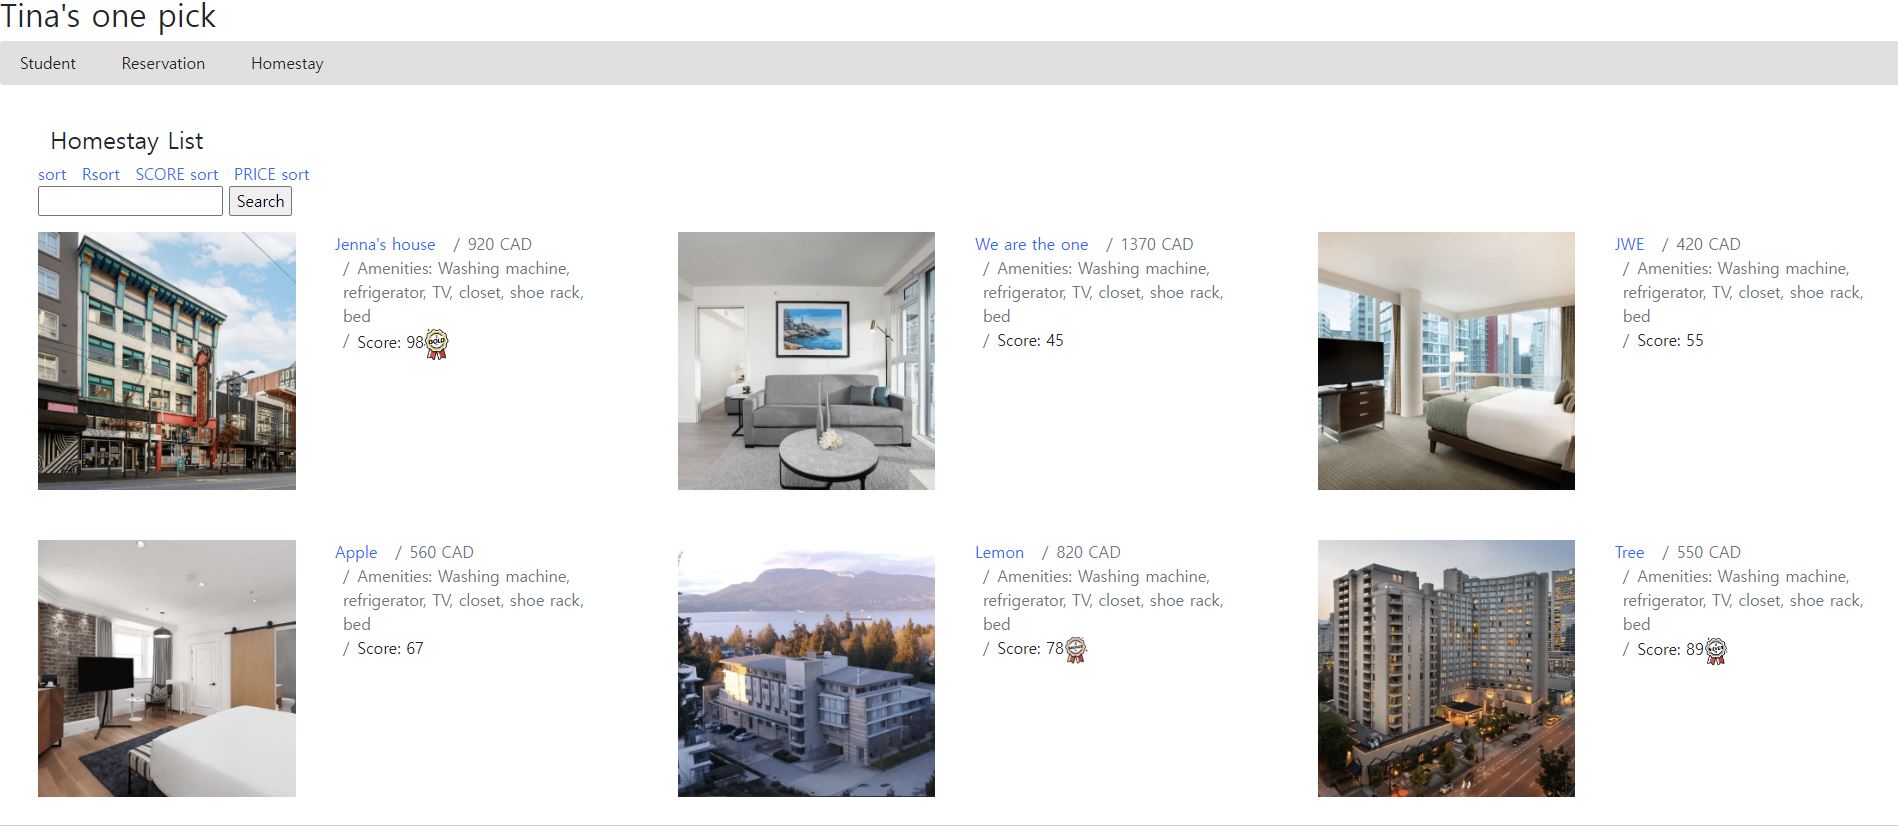 Tina's one pick
Student Reservation Homestay
Homestay List
sort Rsort SCORE sort PRICE sort
Search
Jenna's house / 920 CAD
/ Amenities: Washing machine,
refrigerator, TV, closet, shoe rack,
bed
/ Score: 98
GOLD
We are the one / 1370 CAD
/ Amenities: Washing machine,
refrigerator, TV, closet, shoe rack,
bed
/ Score: 45
JWE / 420 CAD
/ Amenities: Washing machine,
refrigerator, TV, closet, shoe rack,
bed
/ Score: 55
Apple / 560 CAD
/ Amenities: Washing machine,
refrigerator, TV, closet, shoe rack,
bed
/ Score: 67
Lemon / 820 CAD
/ Amenities: Washing machine,
refrigerator, TV, closet, shoe rack,
bed
/ Score: 78
Tree / 550 CAD
/ Amenities: Washing machine,
refrigerator, TV, closet, shoe rack,
bed
/ Score: 89
SILVER